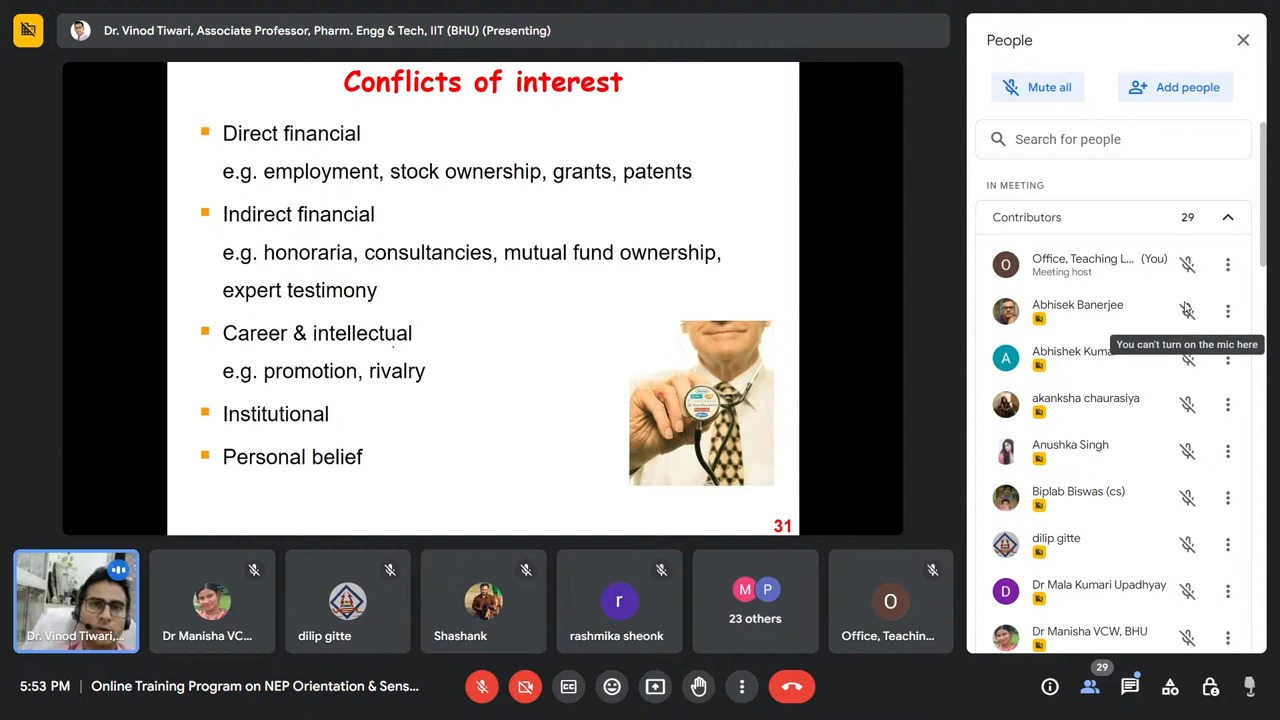 Dr. Vinod Tiwari, Associate Professor, Pharm. Engg & Tech, IIT (BHU) (Presenting)
Conflicts of interest
Direct financial
e.g. employment, stock ownership, grants, patents
Indirect financial
e.g. honoraria, consultancies, mutual fund ownership,
expert testimony
Career & intellectual
e.g. promotion, rivalry
Institutional
Personal belief
31
Dr. Vinod Tiwari,...
Dr Manisha VC...
dilip gitte
Shashank
r
rashmika sheonk
M P
23 others
O
Office, Teachin...
People
Mute all
Add people
Search for people
IN MEETING
Contributors 29
O
Office, Teaching L... (You)
Meeting host
Abhisek Banerjee
You can't turn on the mic here
A
Abhishek Kuma
akanksha chaurasiya
Anushka Singh
Biplab Biswas (cs)
dilip gitte
D
Dr Mala Kumari Upadhyay
Dr Manisha VCW, BHU
5:53 PM | Online Training Program on NEP Orientation & Sens...
CC
29